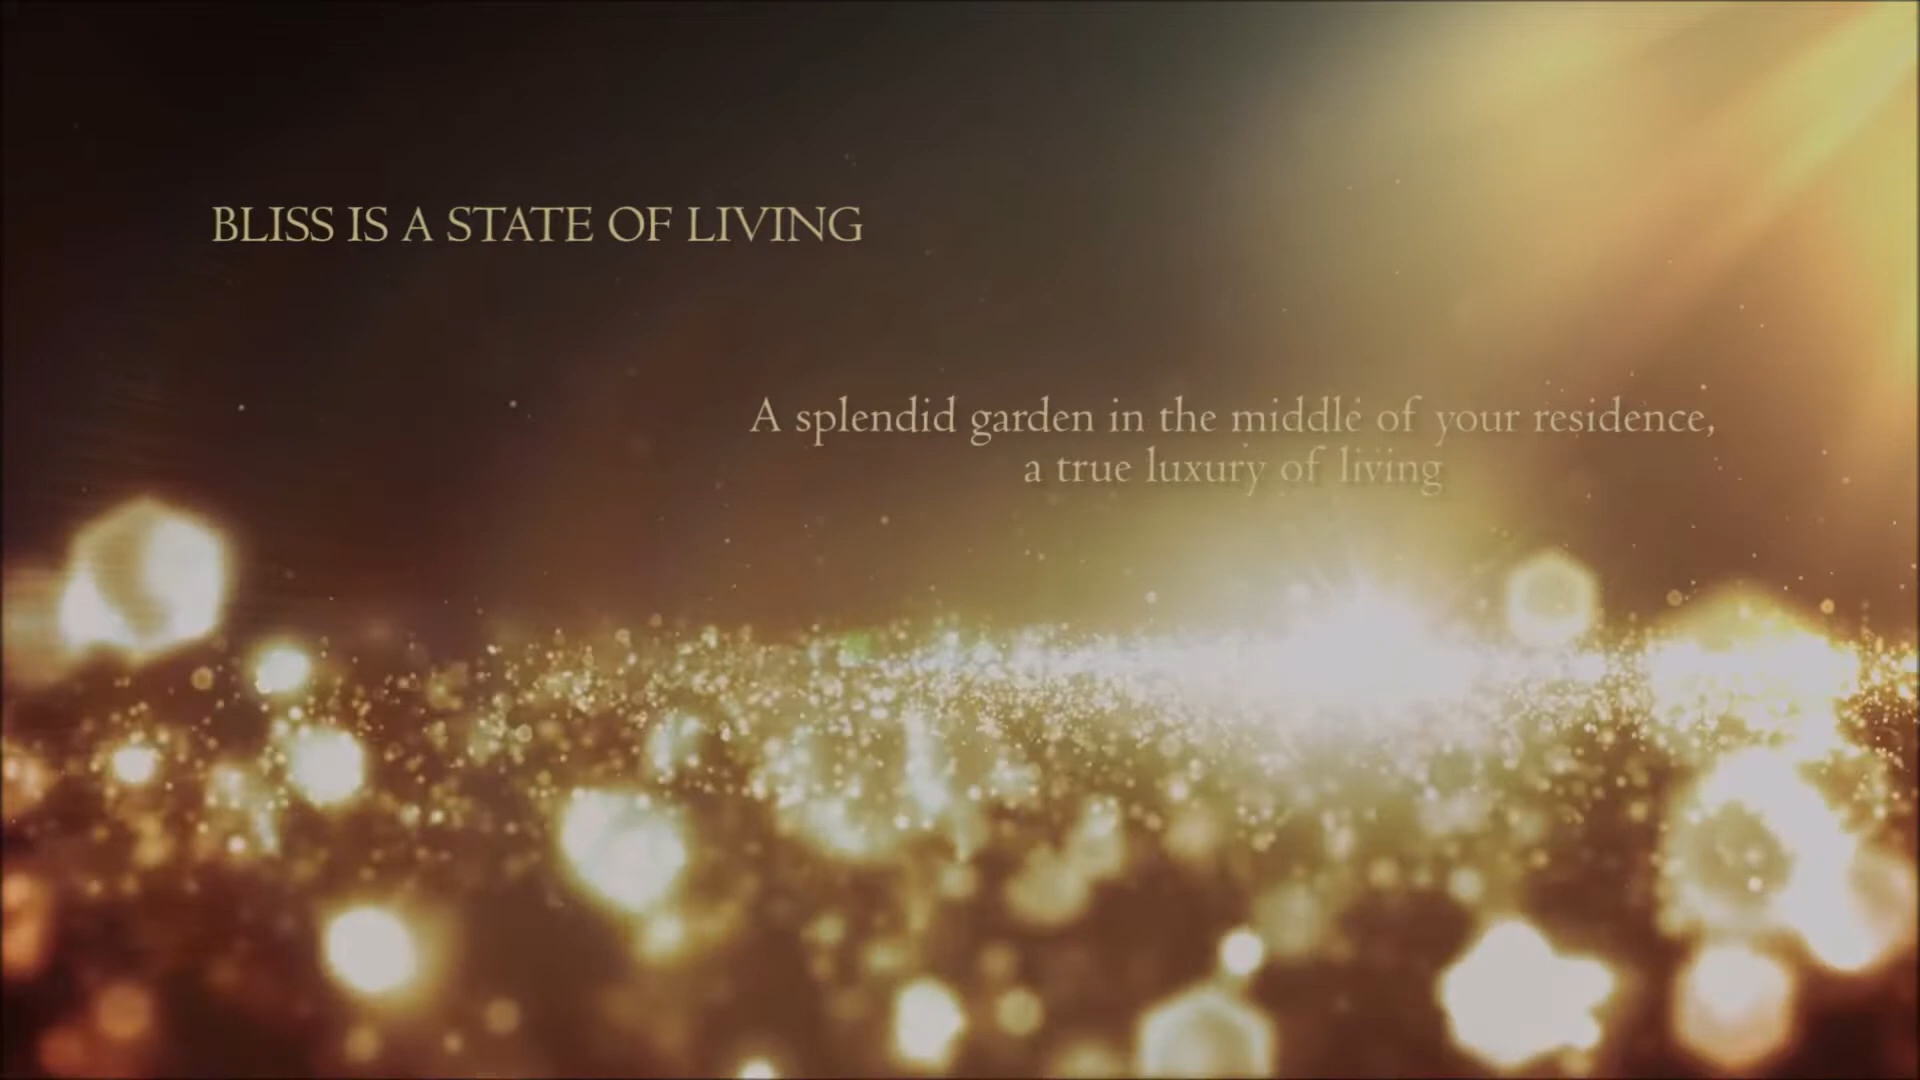 BLISS IS A STATE OF LIVING
A splendid garden in the middle of your residence,
a true luxury of living